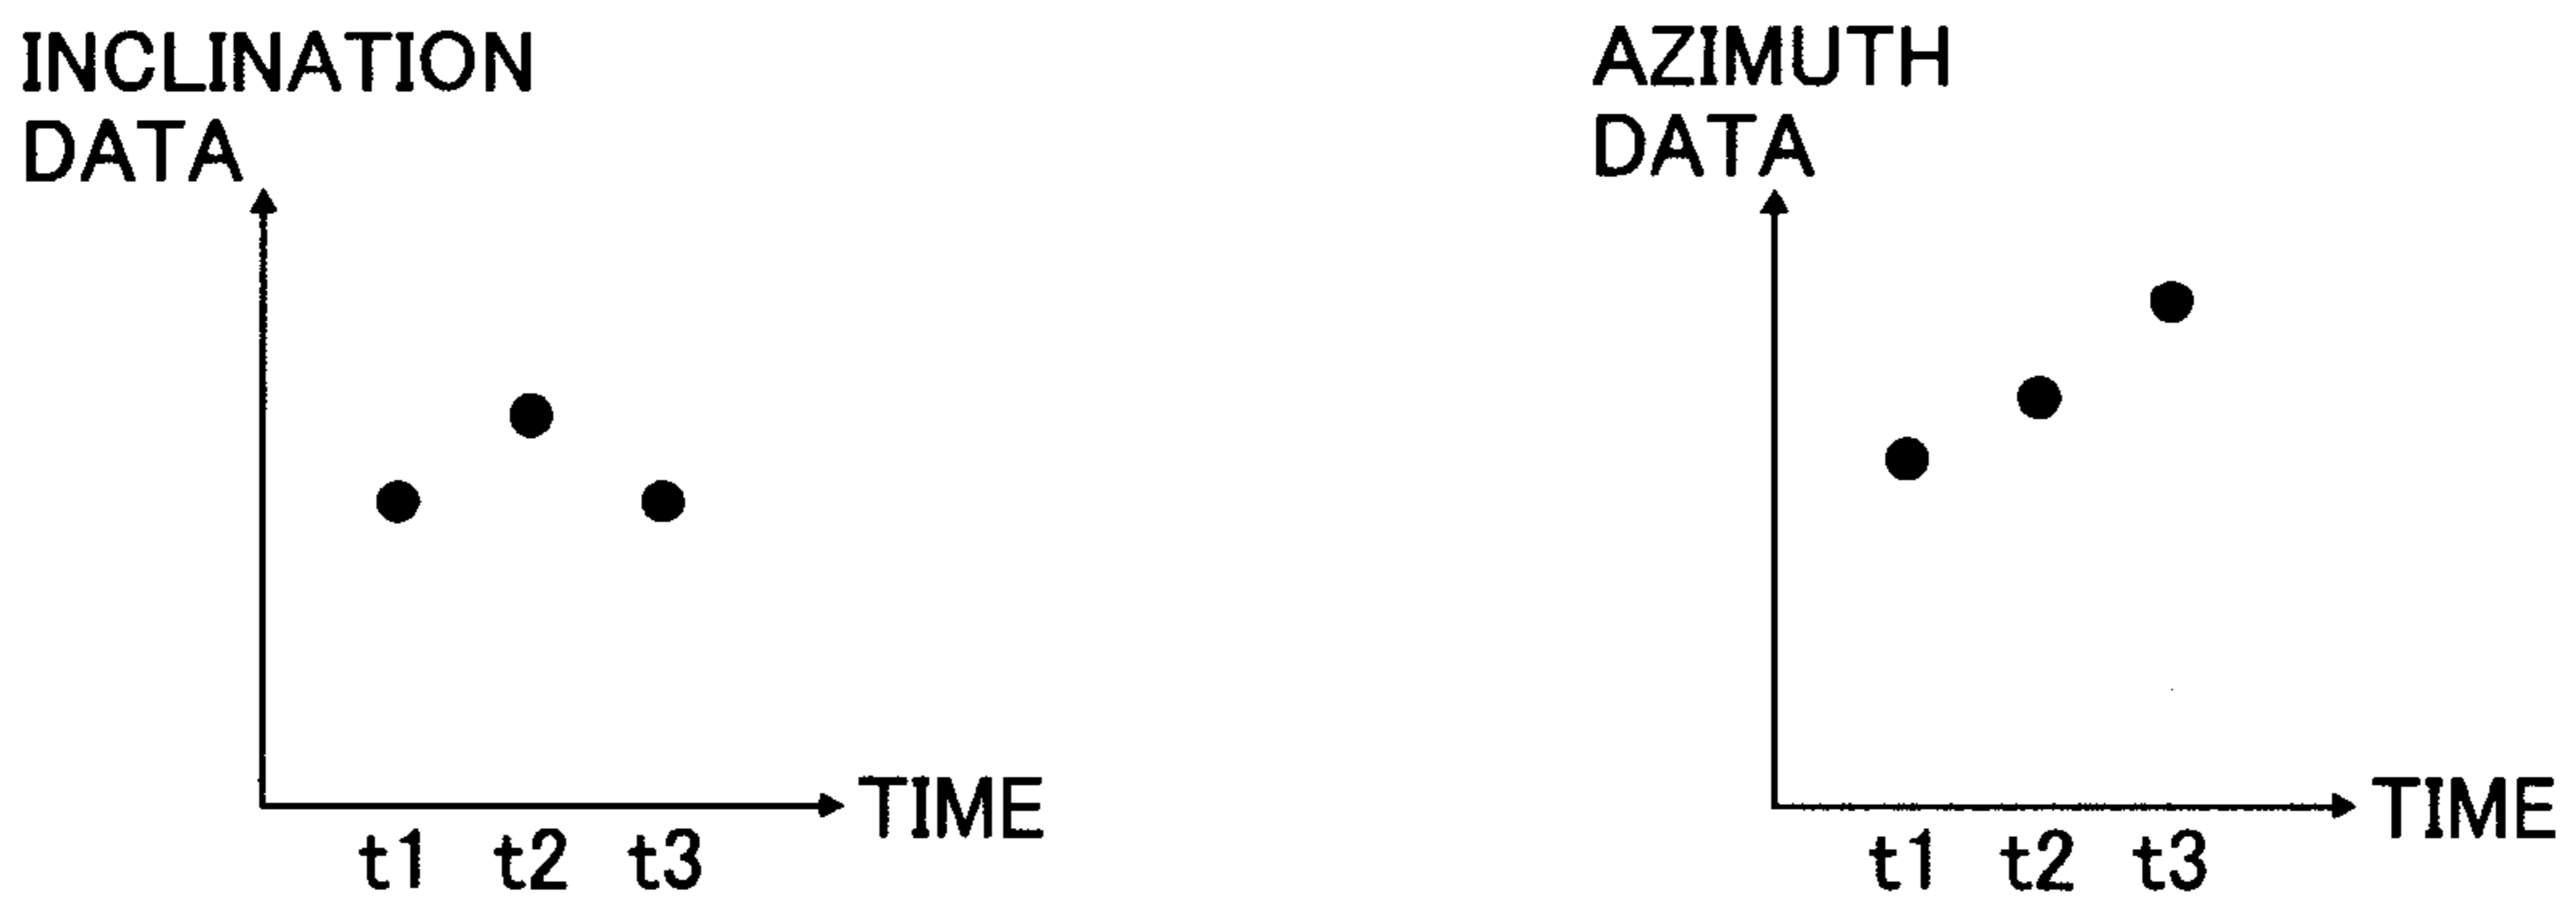 INCLINATION
DATA
TIME
t1 t2 t3
AZIMUTH
DATA
TIME
t1 t2 t3